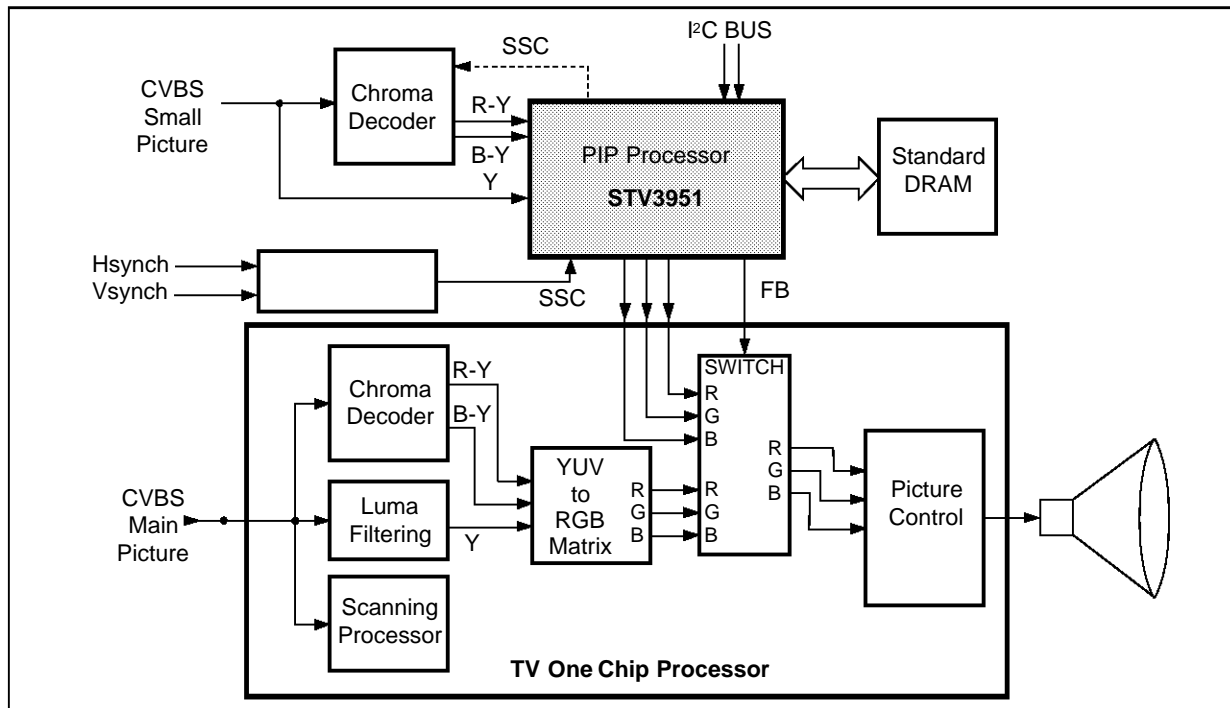 I²C BUS
SSC
CVBS
Small
Picture
Chroma
Decoder
R-Y
B-Y
Y
PIP Processor
STV3951
Standard
DRAM
Hsynch
Vsynch
SSC
FB
Chroma
Decoder
R-Y
B-Y
SWITCH
R
G
B
CVBS
Main
Picture
Luma
Filtering
Y
YUV
to
RGB
Matrix
R
G
B
R
G
B
R
G
B
Picture
Control
Scanning
Processor
TV One Chip Processor